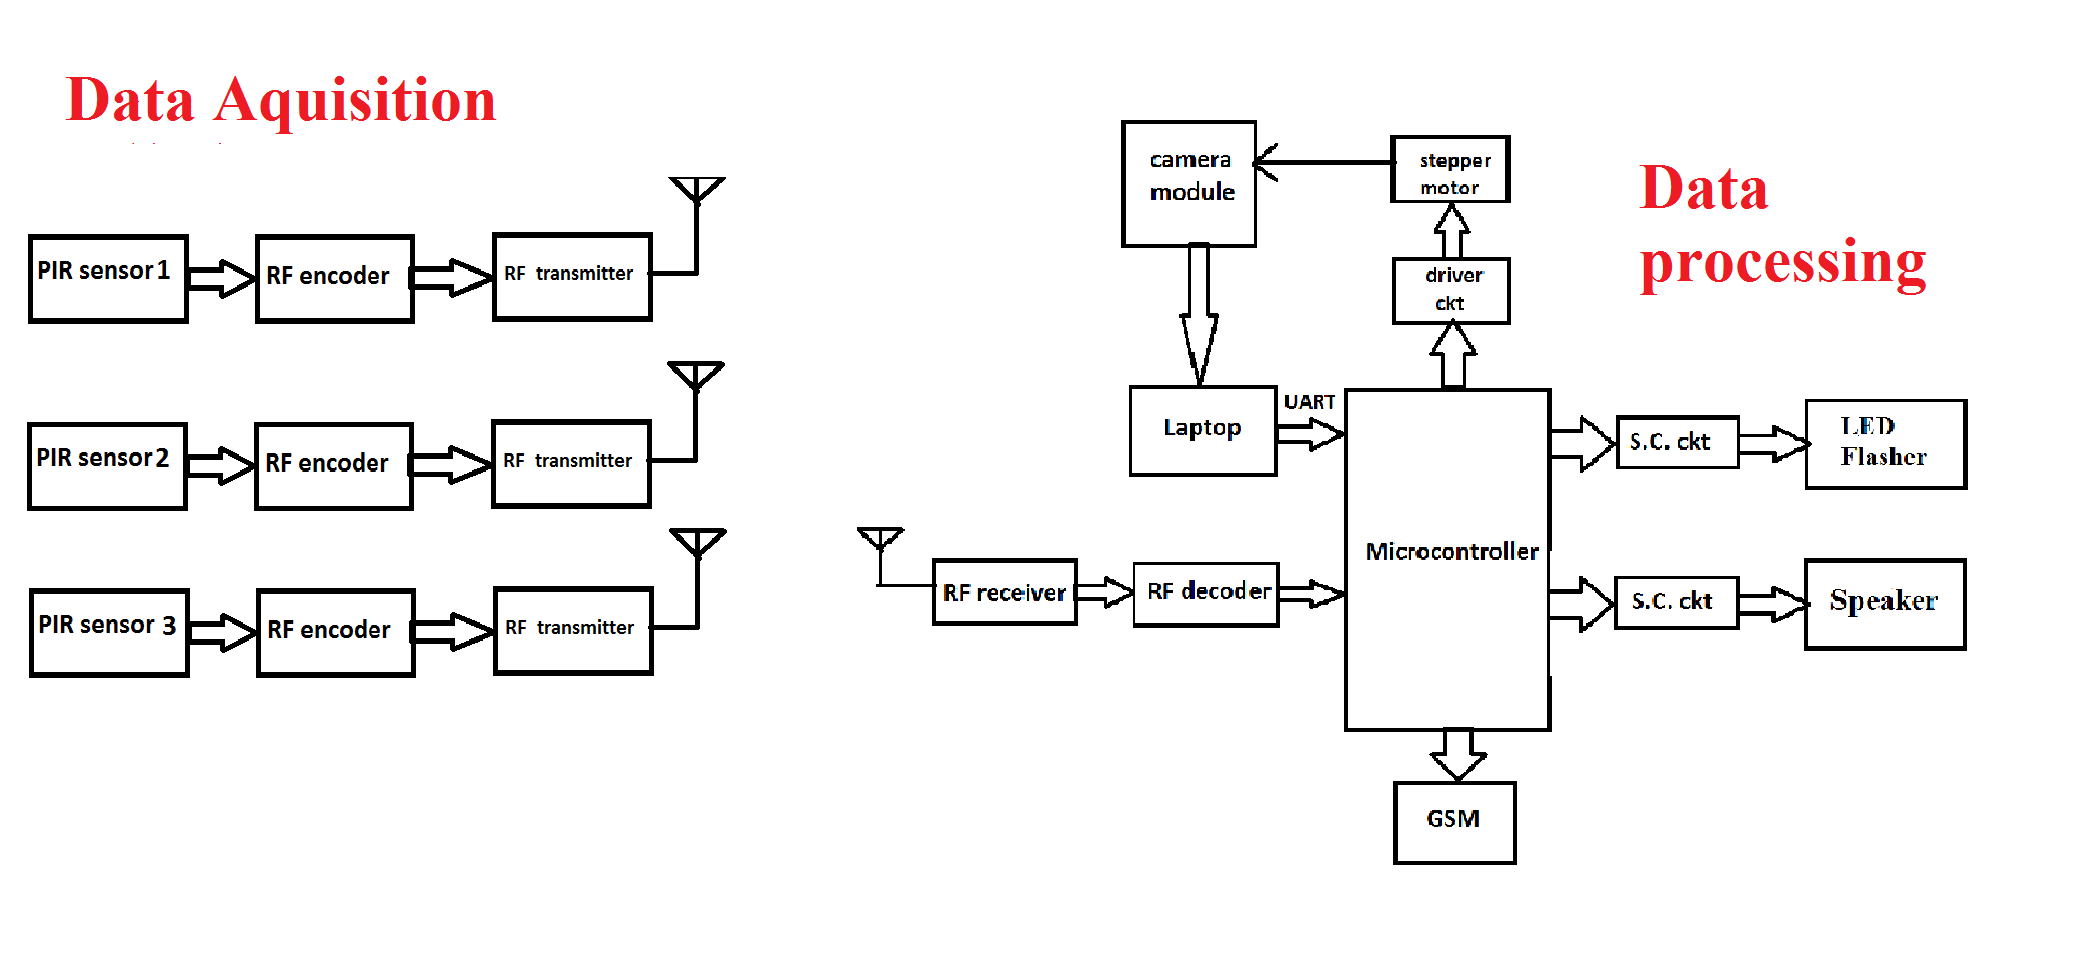 Data Aquisition
PIR sensor 1
RF encoder
RF transmitter
PIR sensor 2
RF encoder
RF transmitter
PIR sensor 3
RF encoder
RF transmitter
Data
processing
camera
module
stepper
motor
driver
ckt
Laptop
UART
Microcontroller
S.C. ckt
LED
Flasher
RF receiver
RF decoder
S.C. ckt
Speaker
GSM